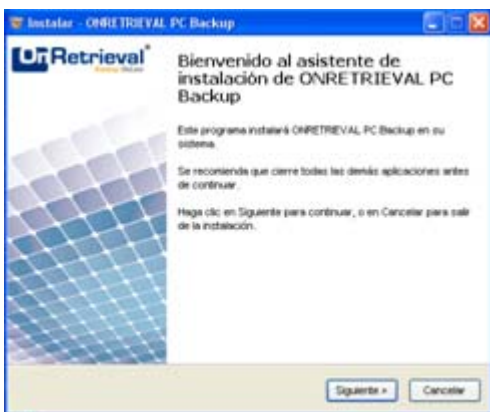 Instalar - ONRETRIEVAL PC Backup
OnRetrieval
Bienvenido al asistente de
instalación de ONRETRIEVAL PC
Backup
Este programa instalará ONRETRIEVAL PC Backup en su
sistema.
Se recomienda que cierre todas las demás aplicaciones antes
de continuar.
Haga clic en Siguiente para continuar, o en Cancelar para salir
de la instalación.
Siguiente >
Cancelar